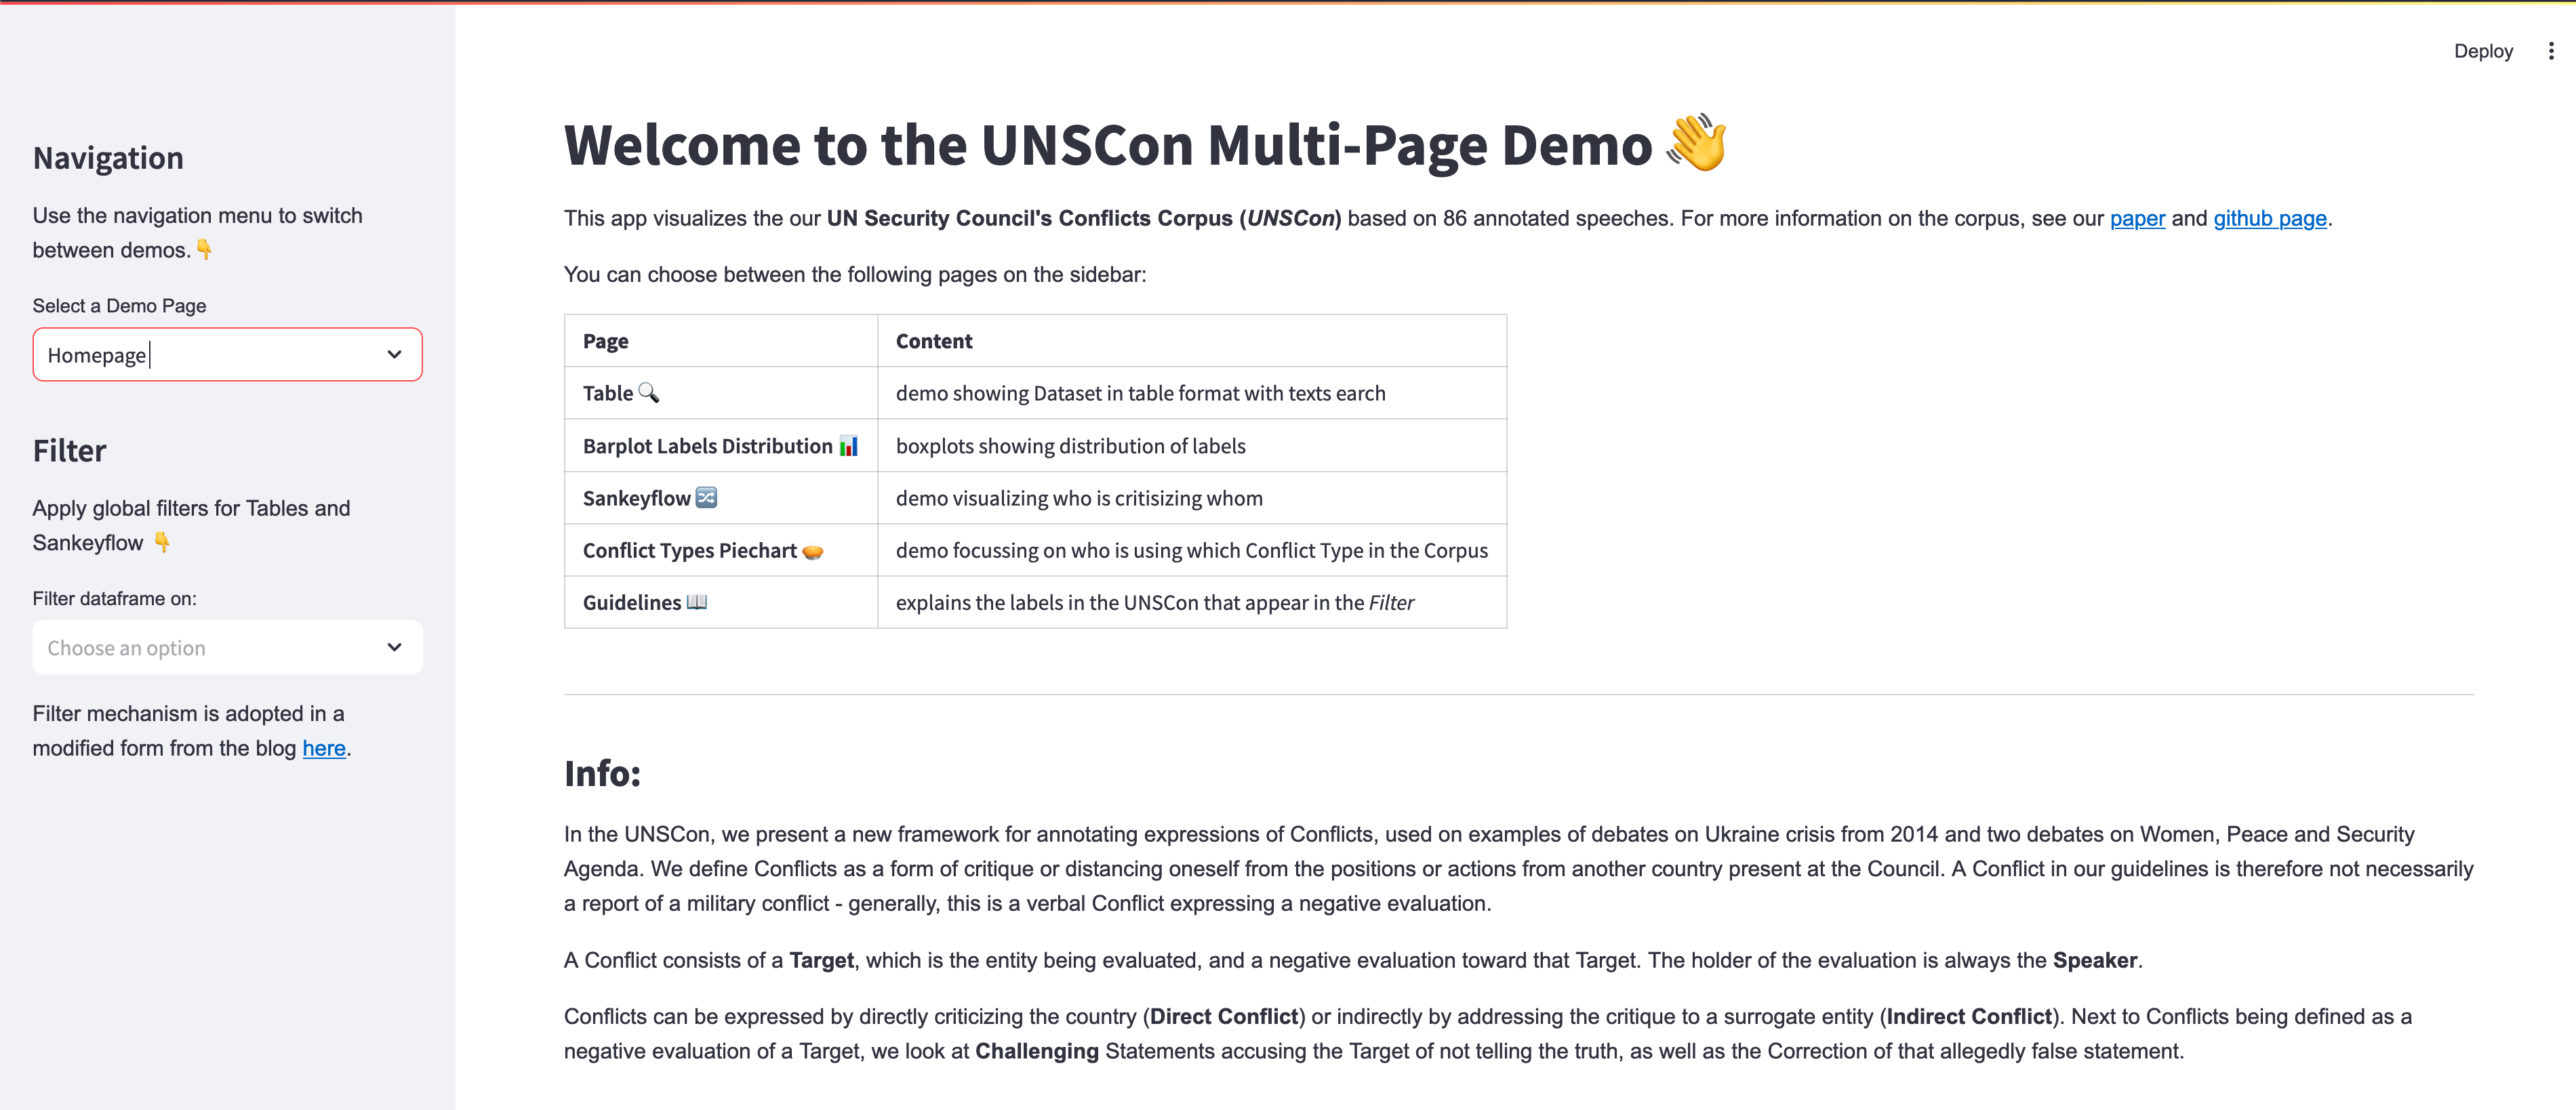 Deploy
Navigation
Use the navigation menu to switch
between demos.👇
Select a Demo Page
Homepage
Filter
Apply global filters for Tables and
Sankeyflow 👇
Filter dataframe on:
Choose an option
Filter mechanism is adopted in a
modified form from the blog here.
Welcome to the UNSCon Multi-Page Demo 👋
This app visualizes the our UN Security Council's Conflicts Corpus (UNSCon) based on 86 annotated speeches. For more information on the corpus, see our paper and github page.
You can choose between the following pages on the sidebar:
Page Content
Table 🔍 demo showing Dataset in table format with texts earch
Barplot Labels Distribution 📊 boxplots showing distribution of labels
Sankeyflow 🔀 demo visualizing who is critisizing whom
Conflict Types Piechart 🥧 demo focussing on who is using which Conflict Type in the Corpus
Guidelines 📖 explains the labels in the UNSCon that appear in the Filter
Info:
In the UNSCon, we present a new framework for annotating expressions of Conflicts, used on examples of debates on Ukraine crisis from 2014 and two debates on Women, Peace and Security
Agenda. We define Conflicts as a form of critique or distancing oneself from the positions or actions from another country present at the Council. A Conflict in our guidelines is therefore not necessarily
a report of a military conflict - generally, this is a verbal Conflict expressing a negative evaluation.
A Conflict consists of a Target, which is the entity being evaluated, and a negative evaluation toward that Target. The holder of the evaluation is always the Speaker.
Conflicts can be expressed by directly criticizing the country (Direct Conflict) or indirectly by addressing the critique to a surrogate entity (Indirect Conflict). Next to Conflicts being defined as a
negative evaluation of a Target, we look at Challenging Statements accusing the Target of not telling the truth, as well as the Correction of that allegedly false statement.